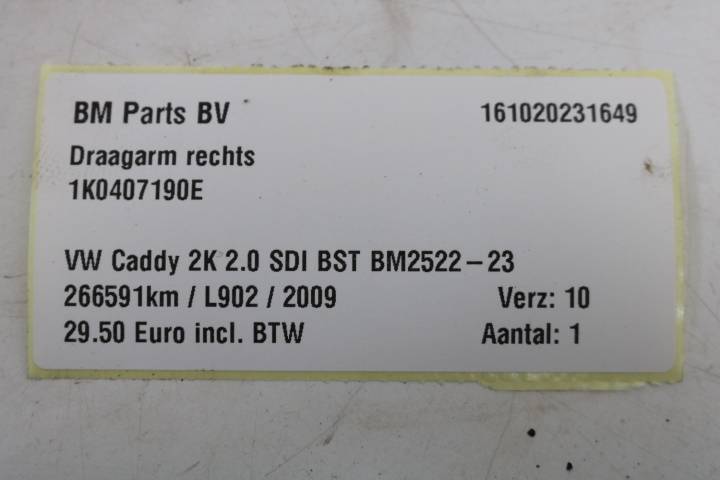 BM Parts BV 161020231649
Draagarm rechts
1K0407190E
VW Caddy 2K 2.0 SDI BST BM2522-23
266591km / L902 / 2009 Verz: 10
29.50 Euro incl. BTW Aantal: 1